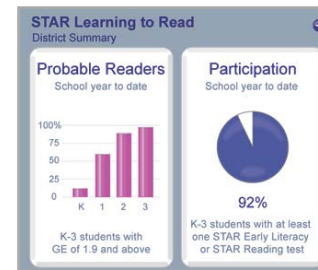 STAR Learning to Read
District Summary
Probable Readers
School year to date
100%
75
50
25
0
K 1 2 3
K-3 students with
GE of 1.9 and above
Participation
School year to date
92%
K-3 students with at least
one STAR Early Literacy
or STAR Reading test